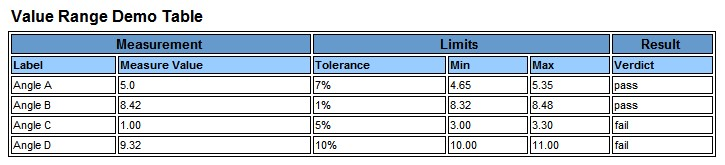 Value Range Demo Table
Measurement Limits Result
Label Measure Value Tolerance Min Max Verdict
Angle A 5.0 7% 4.65 5.35 pass
Angle B 8.42 1% 8.32 8.48 pass
Angle C 1.00 5% 3.00 3.30 fail
Angle D 9.32 10% 10.00 11.00 fail